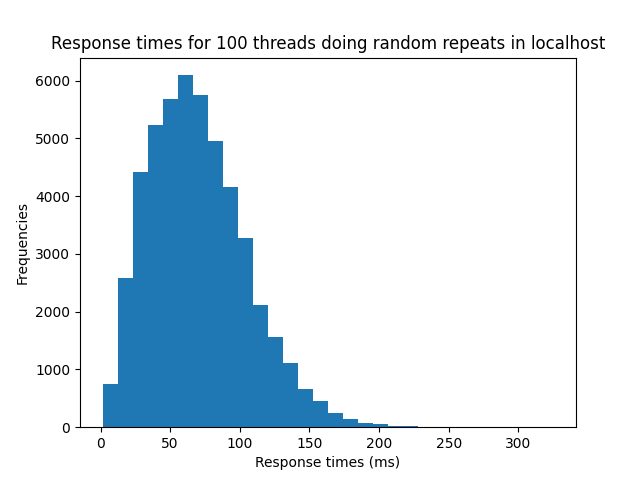 Response times for 100 threads doing random repeats in localhost
6000
5000
4000
3000
2000
1000
0
Frequencies
0 50 100 150 200 250 300
Response times (ms)